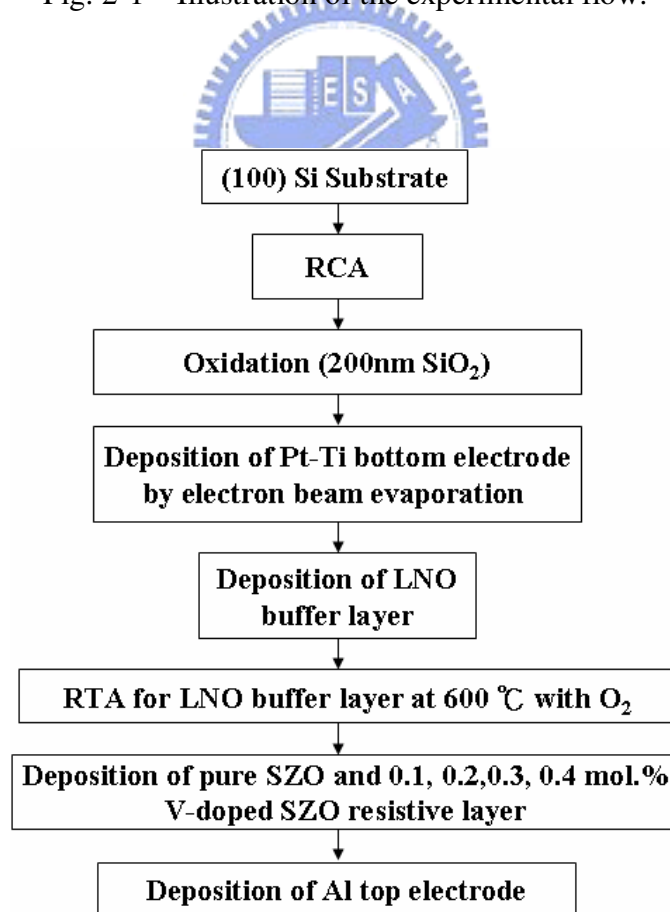 Fig. 2-1 Illustration of the experimental flow.
E S A
(100) Si Substrate
RCA
Oxidation (200nm SiO₂)
Deposition of Pt-Ti bottom electrode
by electron beam evaporation
Deposition of LNO
buffer layer
RTA for LNO buffer layer at 600 ℃ with O₂
Deposition of pure SZO and 0.1, 0.2,0.3, 0.4 mol.%
V-doped SZO resistive layer
Deposition of Al top electrode